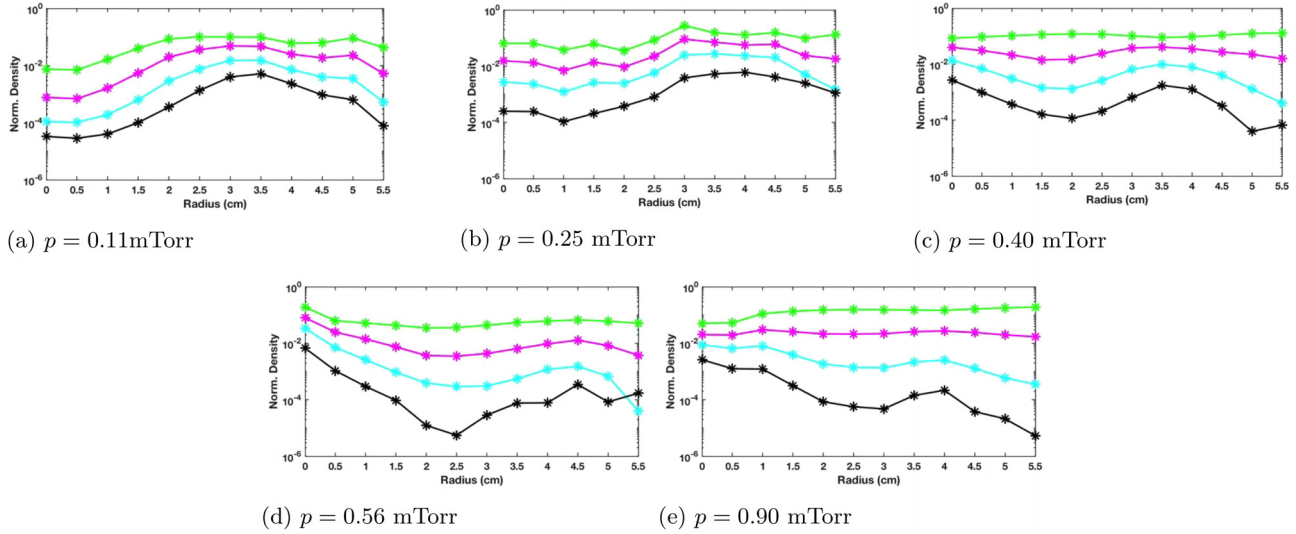 10^0
10^-2
10^-4
10^-6
Norm. Density
0 0.5 1 1.5 2 2.5 3 3.5 4 4.5 5 5.5
Radius (cm)
(a) p = 0.11mTorr
10^0
10^-2
10^-4
10^-6
Norm. Density
0 0.5 1 1.5 2 2.5 3 3.5 4 4.5 5 5.5
Radius (cm)
(b) p = 0.25 mTorr
10^0
10^-2
10^-4
10^-6
Norm. Density
0 0.5 1 1.5 2 2.5 3 3.5 4 4.5 5 5.5
Radius (cm)
(c) p = 0.40 mTorr
10^0
10^-2
10^-4
10^-6
Norm. Density
0 0.5 1 1.5 2 2.5 3 3.5 4 4.5 5 5.5
Radius (cm)
(d) p = 0.56 mTorr
10^0
10^-2
10^-4
10^-6
Norm. Density
0 0.5 1 1.5 2 2.5 3 3.5 4 4.5 5 5.5
Radius (cm)
(e) p = 0.90 mTorr